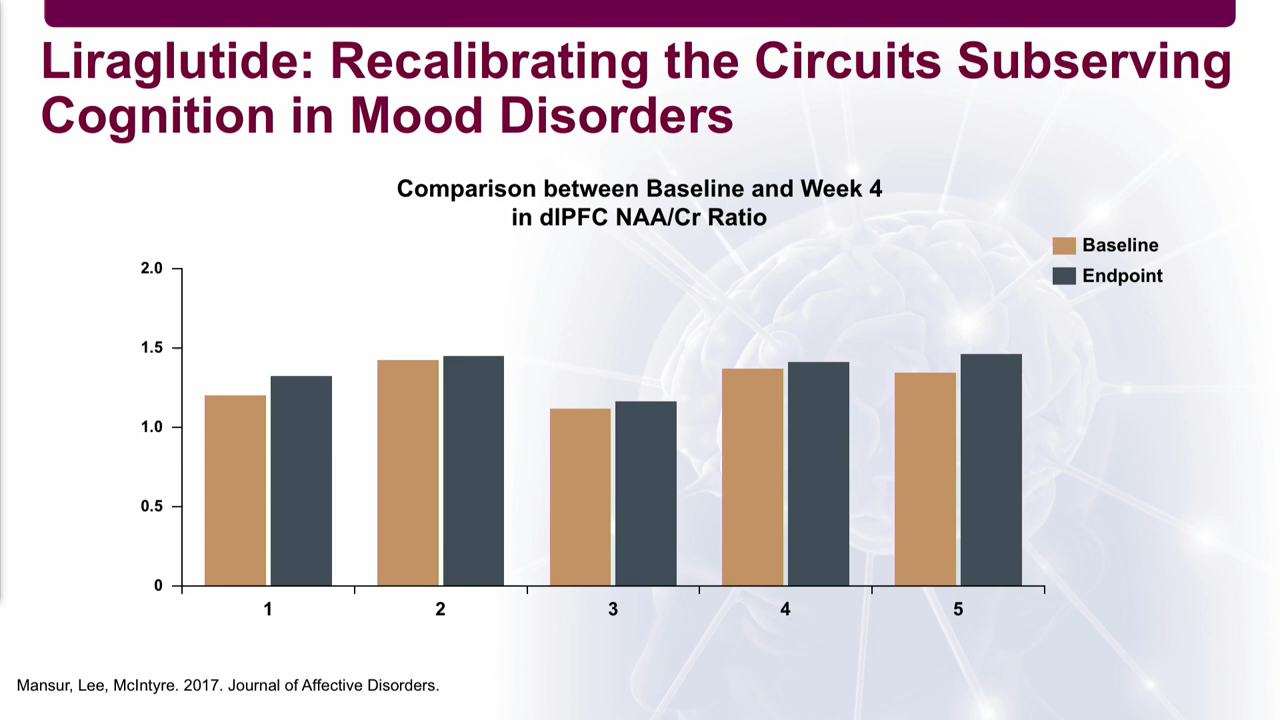 Liraglutide: Recalibrating the Circuits Subserving
Cognition in Mood Disorders
Comparison between Baseline and Week 4
in dlPFC NAA/Cr Ratio
Baseline
Endpoint
2.0
1.5
1.0
0.5
0
1 2 3 4 5
Mansur, Lee, McIntyre. 2017. Journal of Affective Disorders.